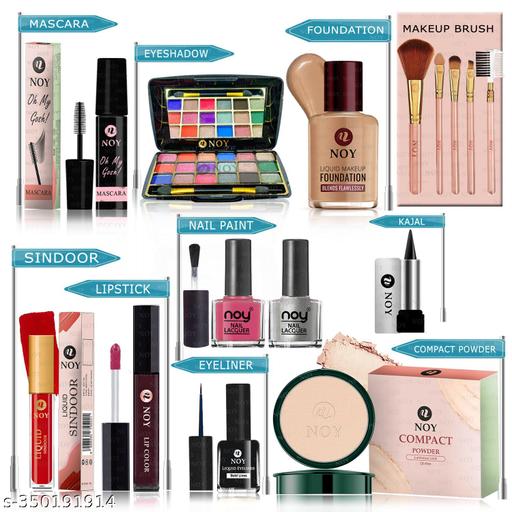 MASCARA
EYESHADOW
FOUNDATION
MAKEUP BRUSH
NOY
Oh My
Gosh!
MASCARA
NOY
Oh My
Gosh!
MASCARA
NOY
NOY
LIQUID MAKEUP
FOUNDATION
BLENDS FLAWLESSLY
NAIL PAINT
KAJAL
SINDOOR
LIPSTICK
noy
NAIL
LACQUER
noy
NAIL
LACQUER
NOY
EYELINER
COMPACT POWDER
NOY
LIQUID
SINDOOR
NOY
LIQUID
SINDOOR
NOY
LIP COLOR
NOY
LIQUID EYELINER
NOY
NOY
COMPACT
POWDER
s-350191914